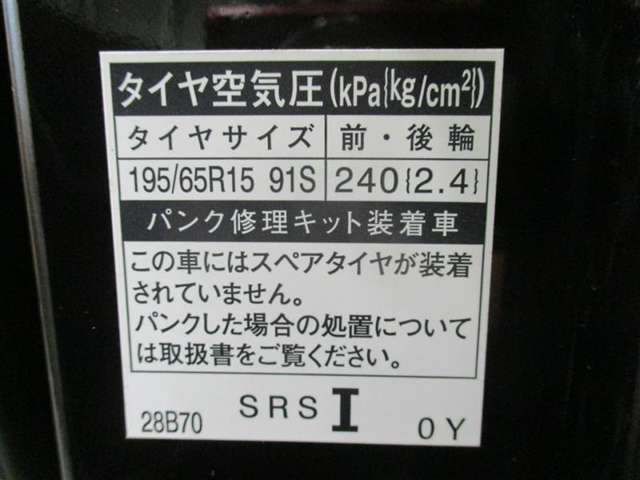 タイヤ空気圧(kPa{kg/cm²})
タイヤサイズ 前・後輪
195/65R15 91S 240{2.4}
パンク修理キット装着車
この車にはスペアタイヤが装着
されていません。
パンクした場合の処置について
は取扱書をご覧ください。
28B70 SRS I 0Y